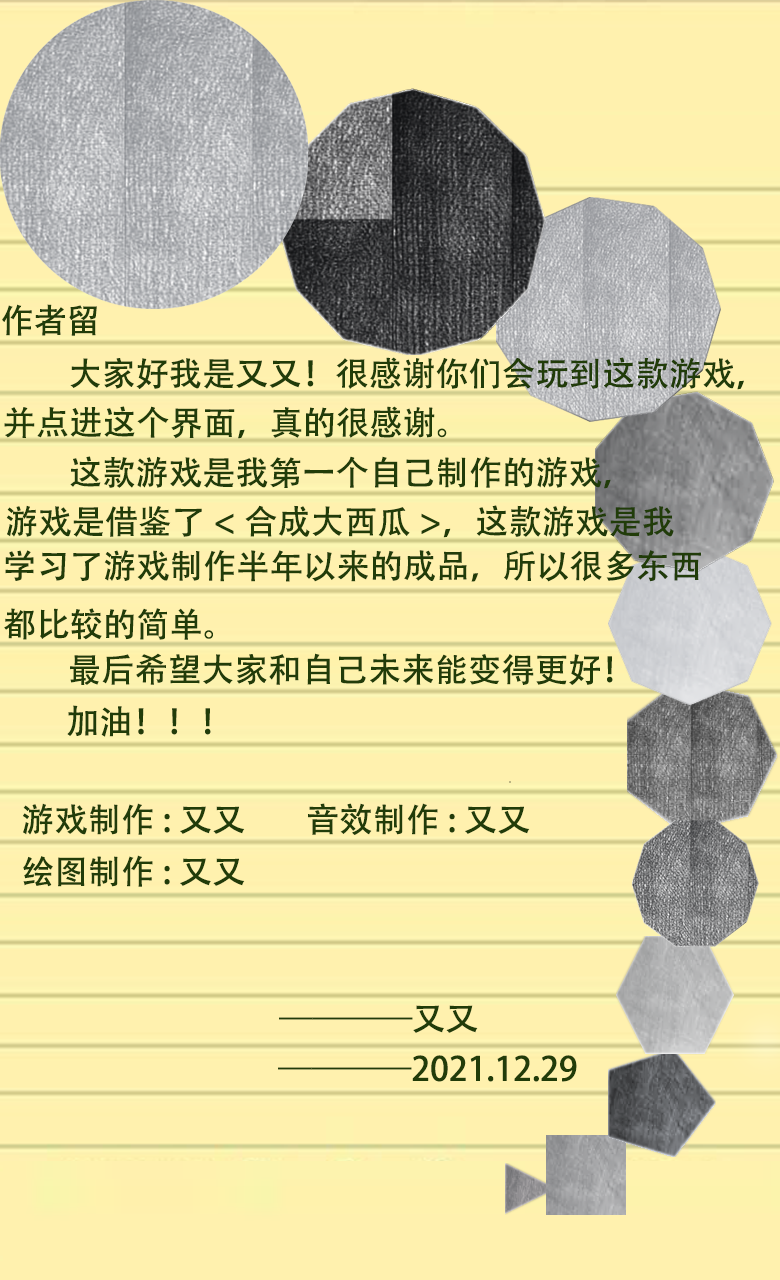 作者留
大家好我是又又！很感谢你们会玩到这款游戏,
并点进这个界面，真的很感谢。
这款游戏是我第一个自己制作的游戏,
游戏是借鉴了 < 合成大西瓜 >，这款游戏是我
学习了游戏制作半年以来的成品，所以很多东西
都比较的简单。
最后希望大家和自己未来能变得更好！
加油！！！
游戏制作 : 又又 音效制作 : 又又
绘图制作 : 又又
————又又
————2021.12.29